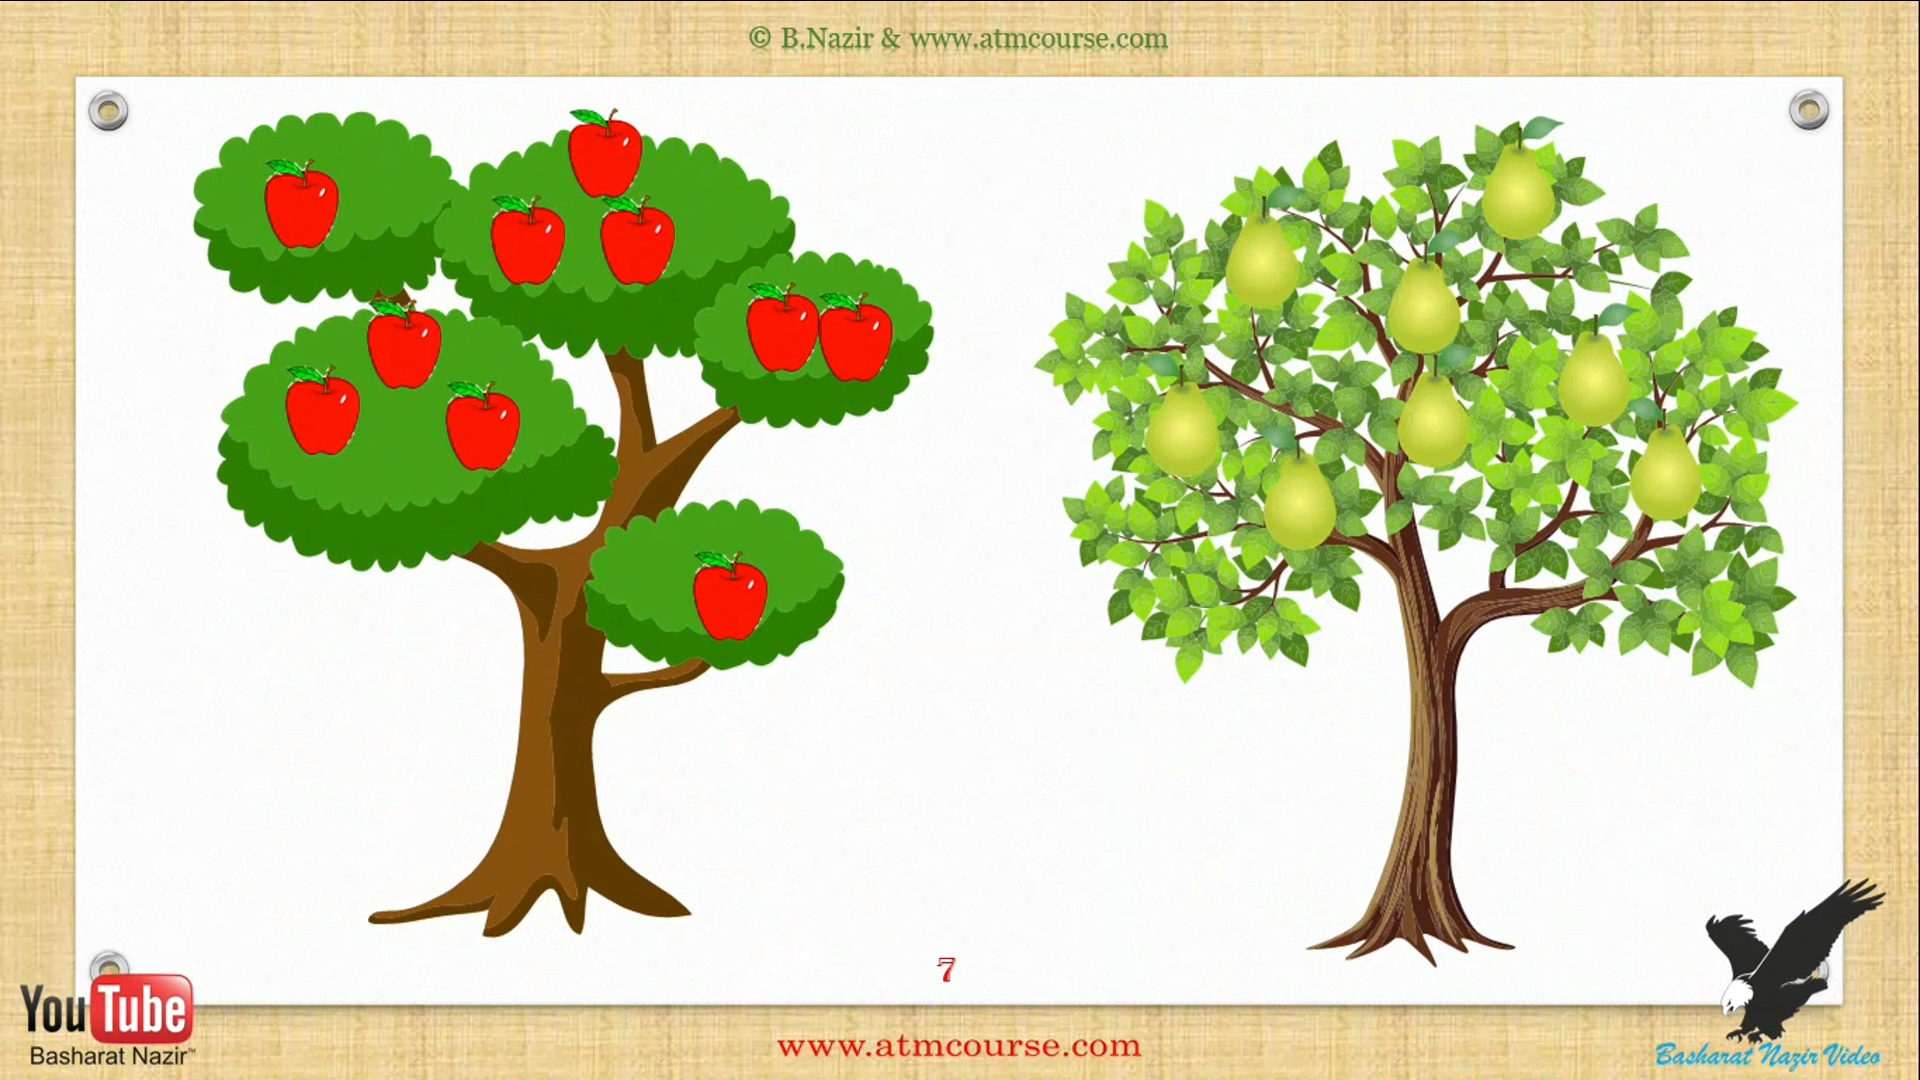 © B.Nazir & www.atmcourse.com
7
YouTube
Basharat Nazir™
www.atmcourse.com
Basharat Nazir Video